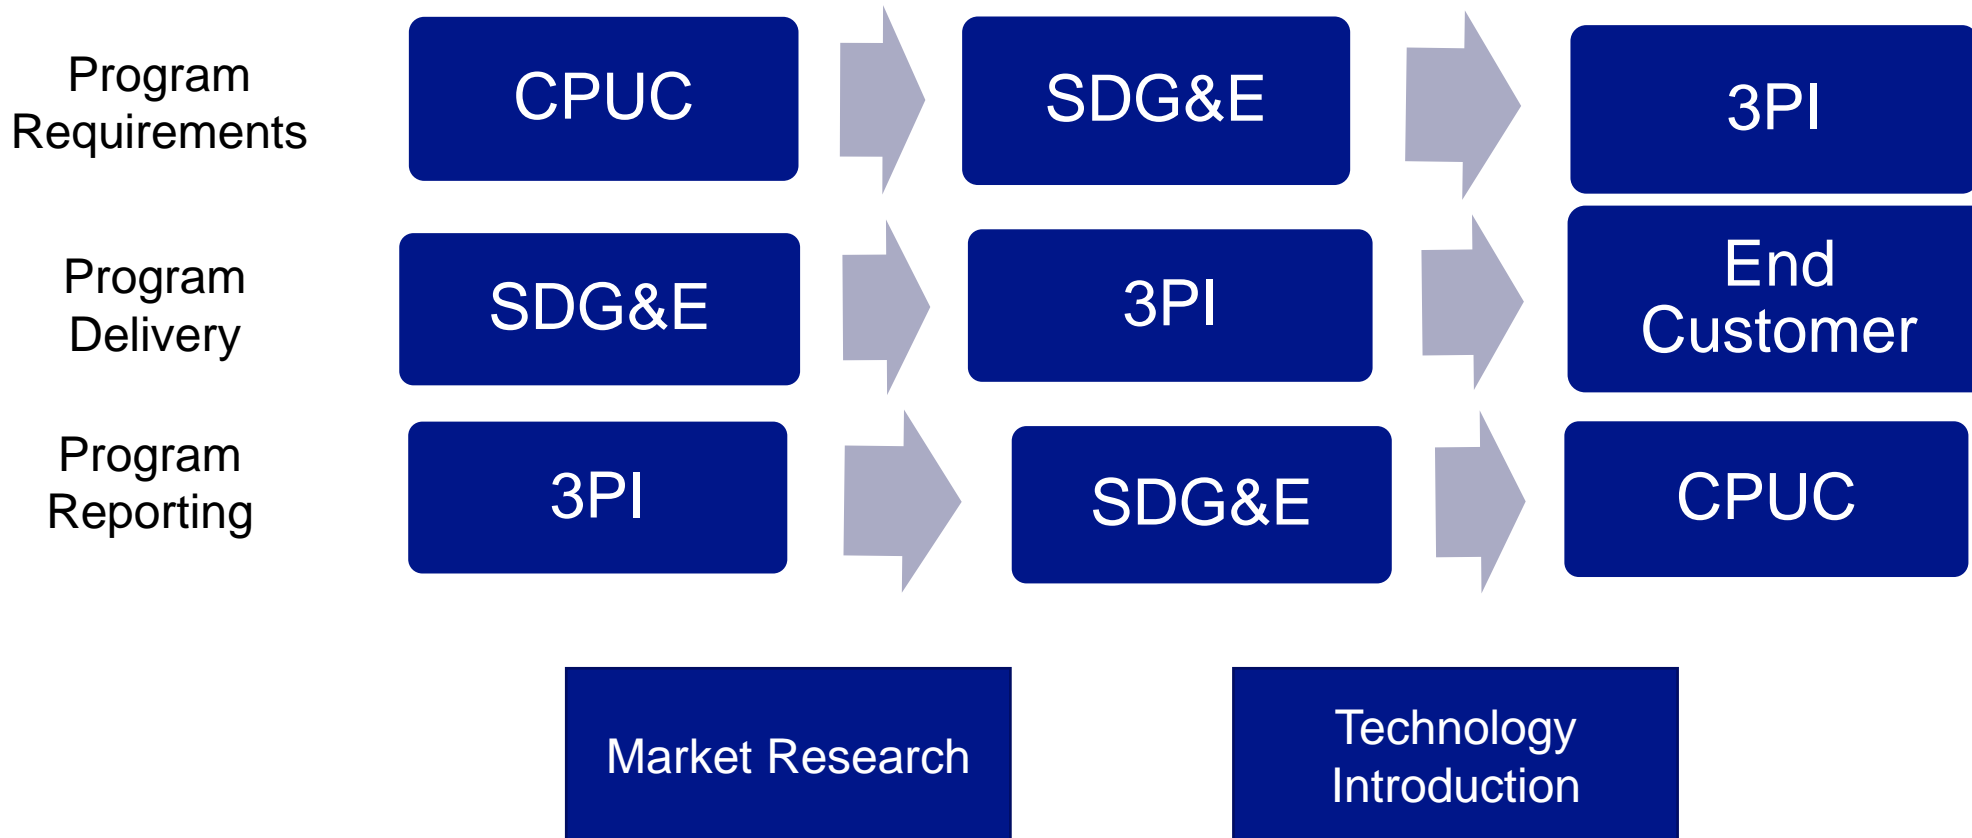 Program
Requirements
CPUC
SDG&E
3PI
Program
Delivery
SDG&E
3PI
End
Customer
Program
Reporting
3PI
SDG&E
CPUC
Market Research
Technology
Introduction